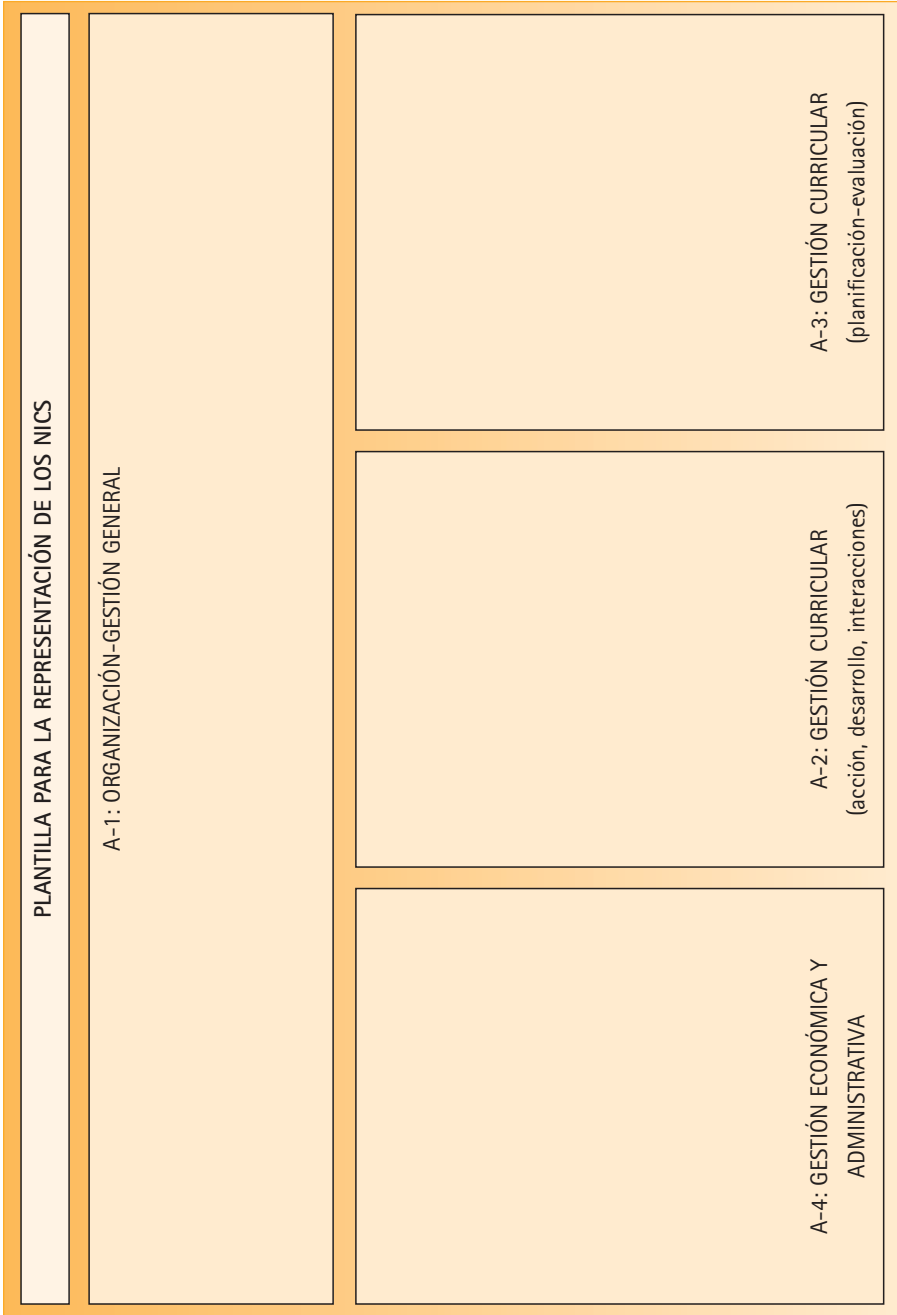 PLANTILLA PARA LA REPRESENTACIÓN DE LOS NICS
A-1: ORGANIZACIÓN-GESTIÓN GENERAL
A-4: GESTIÓN ECONÓMICA Y
ADMINISTRATIVA
A-2: GESTIÓN CURRICULAR
(acción, desarrollo, interacciones)
A-3: GESTIÓN CURRICULAR
(planificación-evaluación)